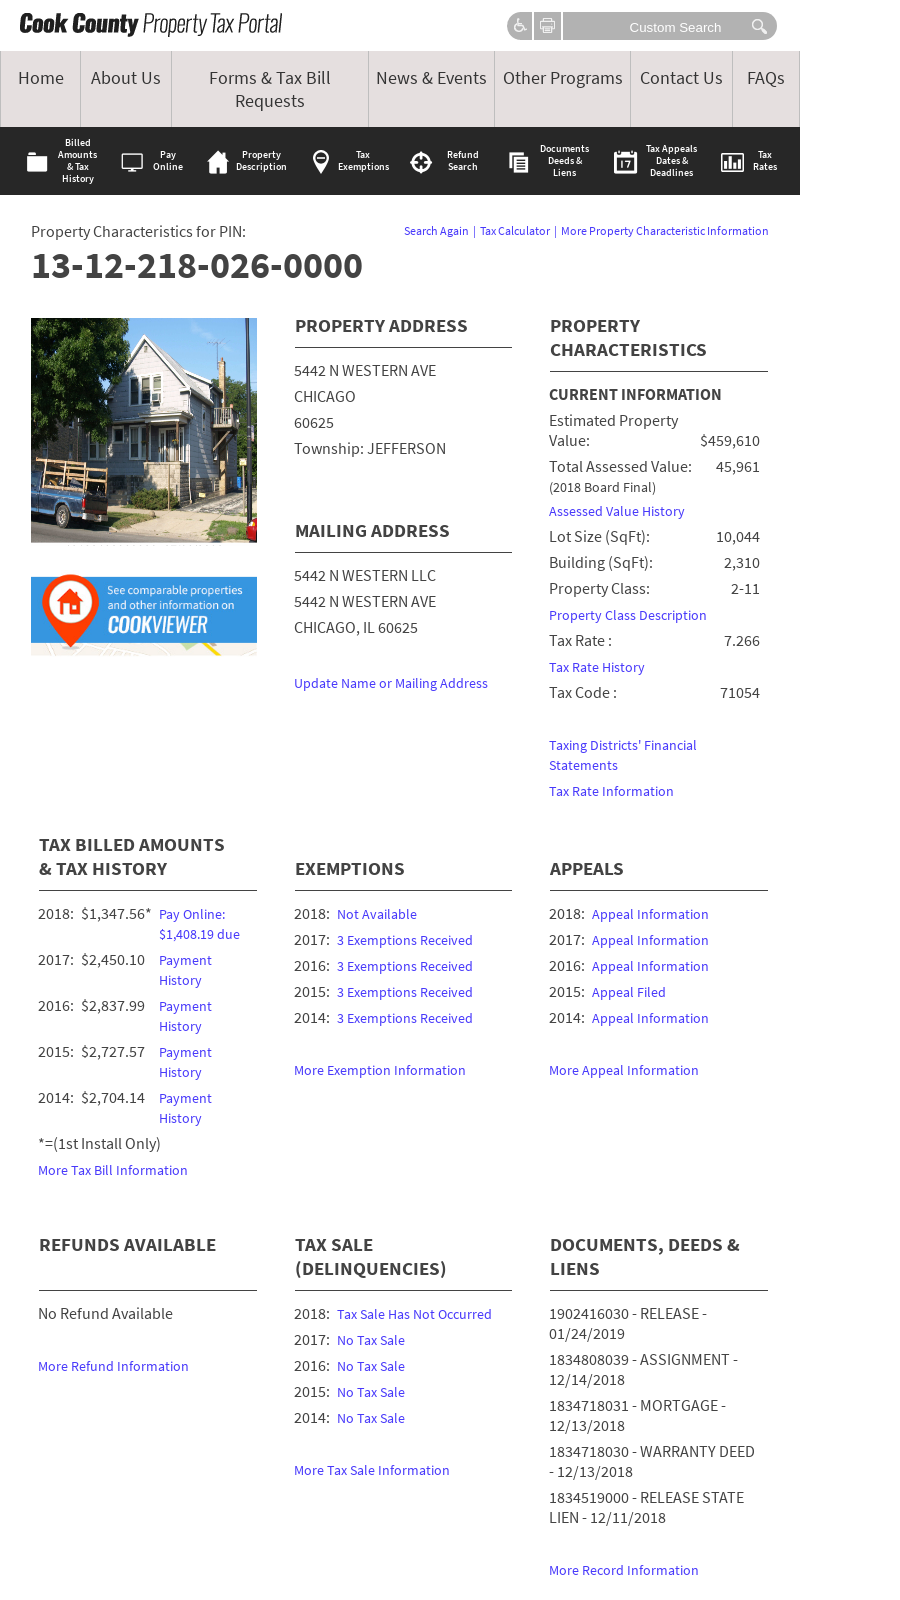 Cook County Property Tax Portal
Custom Search
Home
About Us
Forms & Tax Bill
Requests
News & Events
Other Programs
Contact Us
FAQs
Billed
Amounts
& Tax
History
Pay
Online
Property
Description
Tax
Exemptions
Refund
Search
Documents
Deeds &
Liens
17
Tax Appeals
Dates &
Deadlines
Tax
Rates
Property Characteristics for PIN:
Search Again | Tax Calculator | More Property Characteristic Information
13-12-218-026-0000
See comparable properties
and other information on
COOKVIEWER
PROPERTY ADDRESS
5442 N WESTERN AVE
CHICAGO
60625
Township: JEFFERSON
MAILING ADDRESS
5442 N WESTERN LLC
5442 N WESTERN AVE
CHICAGO, IL 60625
Update Name or Mailing Address
PROPERTY
CHARACTERISTICS
CURRENT INFORMATION
Estimated Property
Value: $459,610
Total Assessed Value: 45,961
(2018 Board Final)
Assessed Value History
Lot Size (SqFt): 10,044
Building (SqFt): 2,310
Property Class: 2-11
Property Class Description
Tax Rate : 7.266
Tax Rate History
Tax Code : 71054
Taxing Districts' Financial
Statements
Tax Rate Information
TAX BILLED AMOUNTS
& TAX HISTORY
2018: $1,347.56* Pay Online:
$1,408.19 due
2017: $2,450.10 Payment
History
2016: $2,837.99 Payment
History
2015: $2,727.57 Payment
History
2014: $2,704.14 Payment
History
*=(1st Install Only)
More Tax Bill Information
EXEMPTIONS
2018: Not Available
2017: 3 Exemptions Received
2016: 3 Exemptions Received
2015: 3 Exemptions Received
2014: 3 Exemptions Received
More Exemption Information
APPEALS
2018: Appeal Information
2017: Appeal Information
2016: Appeal Information
2015: Appeal Filed
2014: Appeal Information
More Appeal Information
REFUNDS AVAILABLE
No Refund Available
More Refund Information
TAX SALE
(DELINQUENCIES)
2018: Tax Sale Has Not Occurred
2017: No Tax Sale
2016: No Tax Sale
2015: No Tax Sale
2014: No Tax Sale
More Tax Sale Information
DOCUMENTS, DEEDS &
LIENS
1902416030 - RELEASE -
01/24/2019
1834808039 - ASSIGNMENT -
12/14/2018
1834718031 - MORTGAGE -
12/13/2018
1834718030 - WARRANTY DEED
- 12/13/2018
1834519000 - RELEASE STATE
LIEN - 12/11/2018
More Record Information